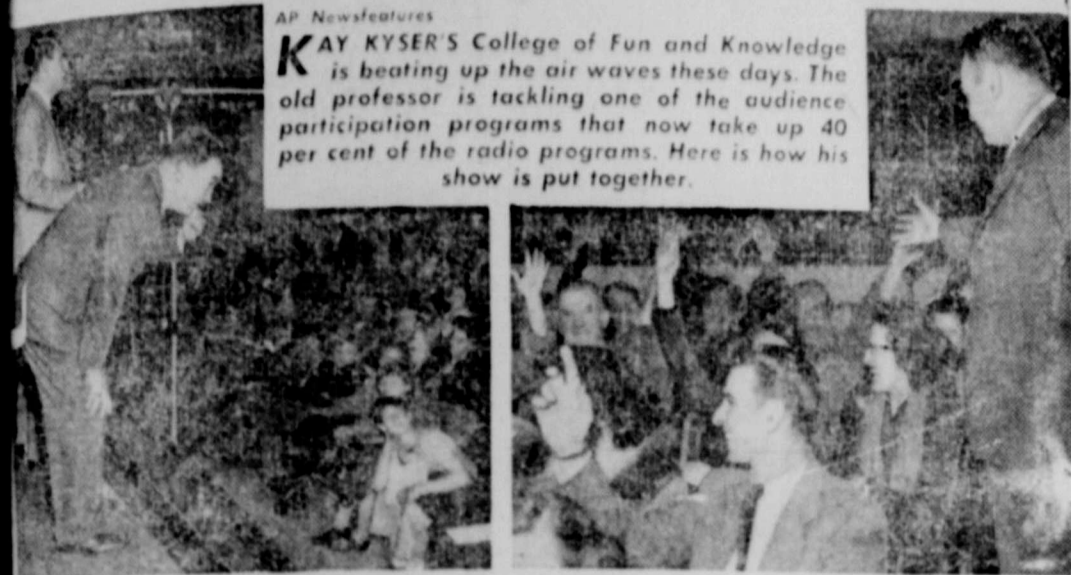 AP Newsfeatures
KAY KYSER'S College of Fun and Knowledge
is beating up the air waves these days. The
old professor is tackling one of the audience
participation programs that now take up 40
per cent of the radio programs. Here is how his
show is put together.